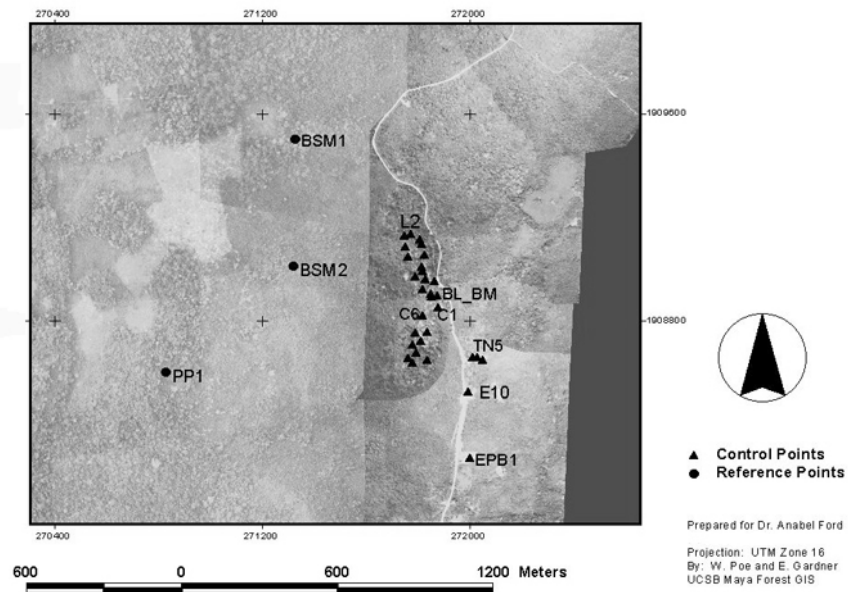 270400 271200 272000
1909600
BSM1
L2
BSM2
BL_BM
C6 C1
1908800
TN5
PP1
E10
EPB1
Control Points
Reference Points
Prepared for Dr. Anabel Ford
270400 271200 272000
Projection: UTM Zone 16
By: W. Poe and E. Gardner
UCSB Maya Forest GIS
600 0 600 1200 Meters